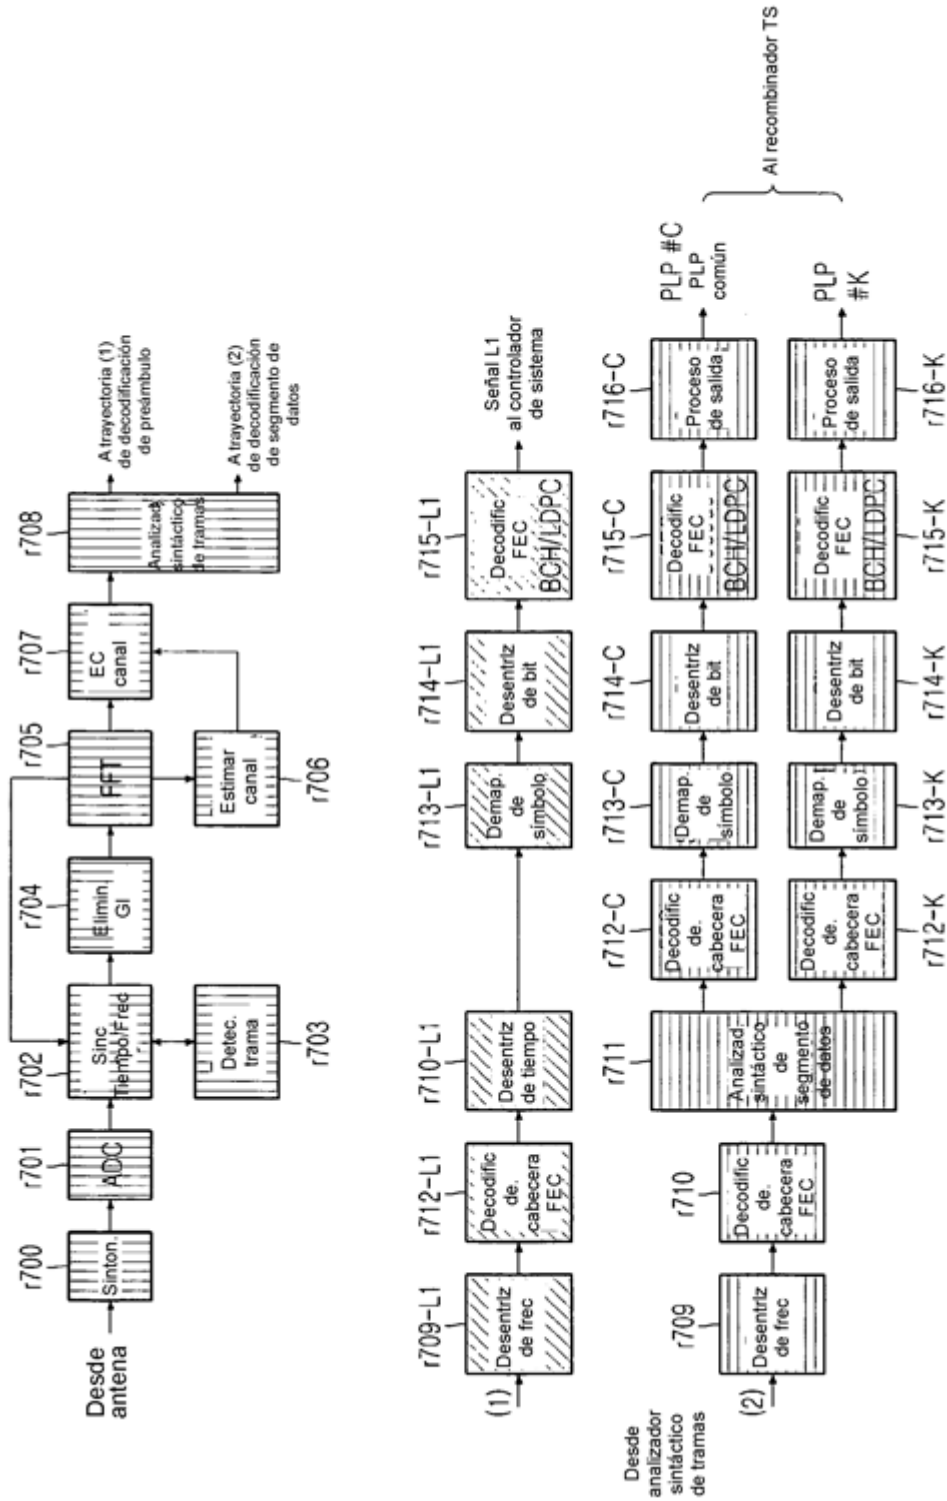 Desde
antena
r700
Sinton.
r701
ADC
r702
Sinc
Tiempo/Frec
r703
Detec.
trama
r704
Elimin.
GI
r705
FFT
r706
Estimar
canal
r707
EC
canal
r708
Analizad.
sintáctico
de tramas
A trayectoria (1)
de decodificación
de preámbulo
A trayectoria (2)
de decodificación
de segmento de
datos
(1)
r709-L1
Desentrlz
de frec
r712-L1
Decodific
de.
cabecera
FEC
r710-L1
Desentrlz
de tiempo
r713-L1
Demap.
de
símbolo
r714-L1
Desentrlz
de bit
r715-L1
Decodific
FEC
BCH/LDPC
Señal L1
al controlador
de sistema
Desde
analizador
sintáctico
de tramas
(2)
r709
Desentrlz
de frec
r710
Decodific
de.
cabecera
FEC
r711
Analizad
sintáctico
de
segmento
de datos
r712-C
Decodific
de.
cabecera
FEC
r713-C
Demap.
de
símbolo
r714-C
Desentrlz
de bit
r715-C
Decodific
FEC
BCH/LDPC
r716-C
Proceso
de salida
PLP #C
PLP
común
r712-K
Decodific
de.
cabecera
FEC
r713-K
Demap.
de
símbolo
r714-K
Desentrlz
de bit
r715-K
Decodific
FEC
BCH/LDPC
r716-K
Proceso
de salida
PLP
#K
Al recombinador TS